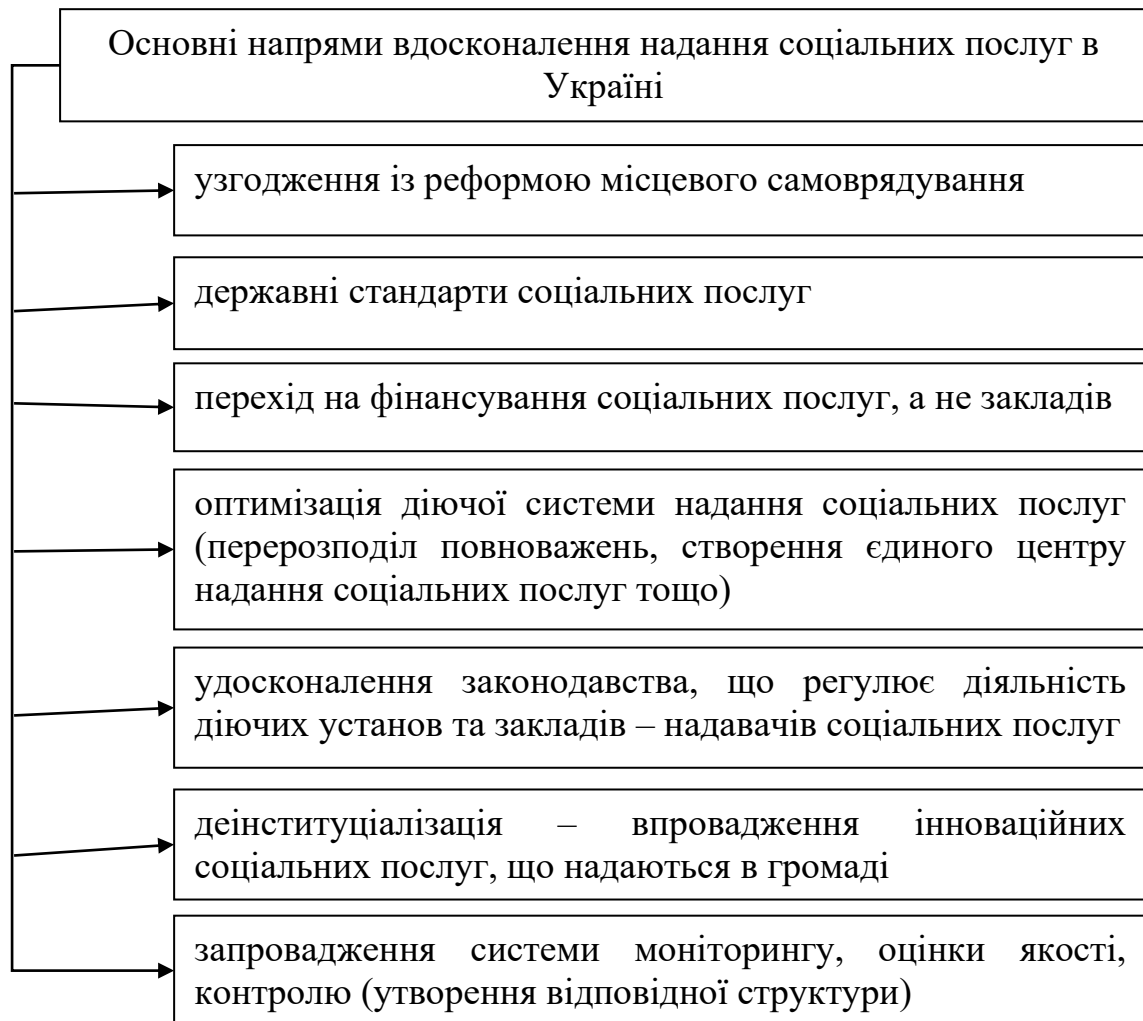 Основні напрями вдосконалення надання соціальних послуг в
Україні
узгодження із реформою місцевого самоврядування
державні стандарти соціальних послуг
перехід на фінансування соціальних послуг, а не закладів
оптимізація діючої системи надання соціальних послуг
(перерозподіл повноважень, створення єдиного центру
надання соціальних послуг тощо)
удосконалення законодавства, що регулює діяльність
діючих установ та закладів – надавачів соціальних послуг
деінституціалізація – впровадження інноваційних
соціальних послуг, що надаються в громаді
запровадження системи моніторингу, оцінки якості,
контролю (утворення відповідної структури)